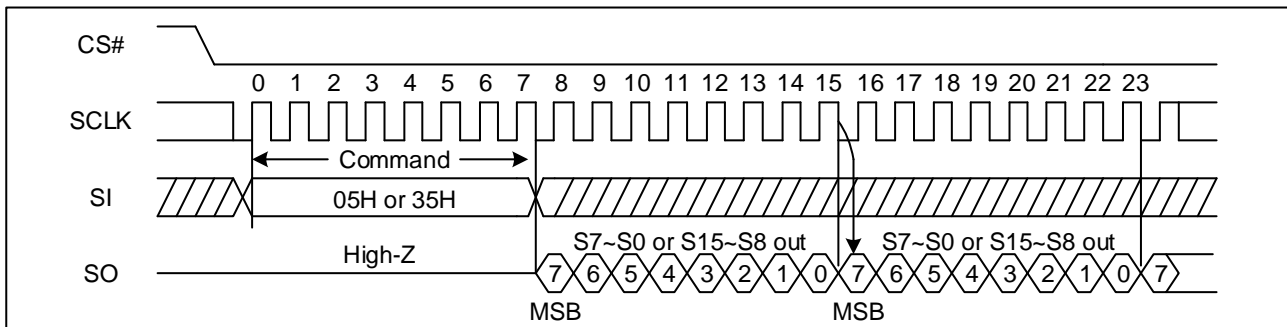 CS#
0 1 2 3 4 5 6 7 8 9 10 11 12 13 14 15 16 17 18 19 20 21 22 23
SCLK
Command
SI
05H or 35H
High-Z
S7~S0 or S15~S8 out
S7~S0 or S15~S8 out
SO
7 6 5 4 3 2 1 0 7 6 5 4 3 2 1 0 7
MSB MSB